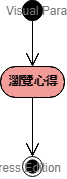 Visual Para
瀏覽心得
ress Edition